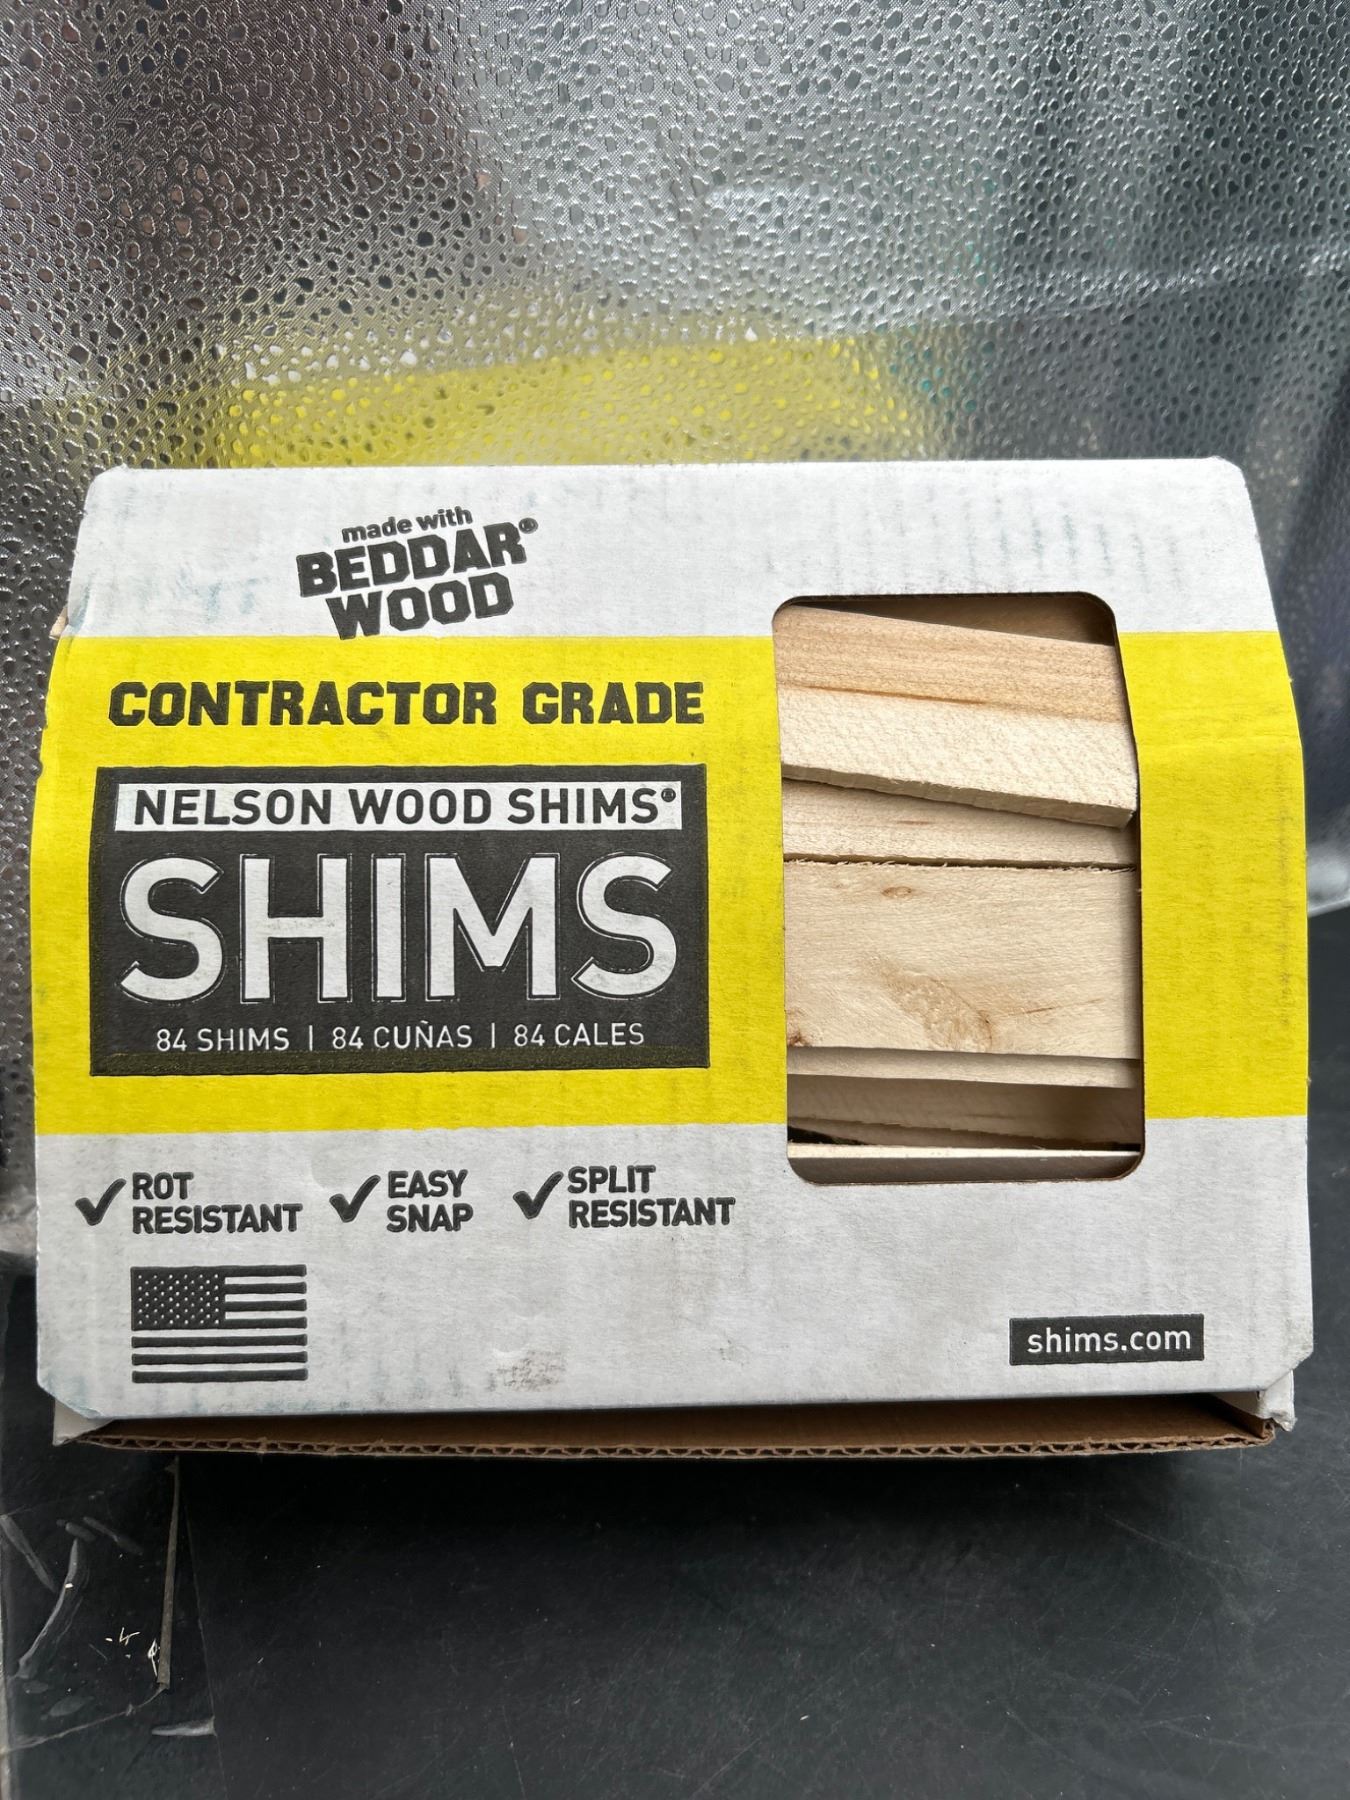 made with
BEDDAR®
WOOD
CONTRACTOR GRADE
NELSON WOOD SHIMS®
SHIMS
84 SHIMS | 84 CUÑAS | 84 CALES
ROT
RESISTANT
EASY
SNAP
SPLIT
RESISTANT
shims.com